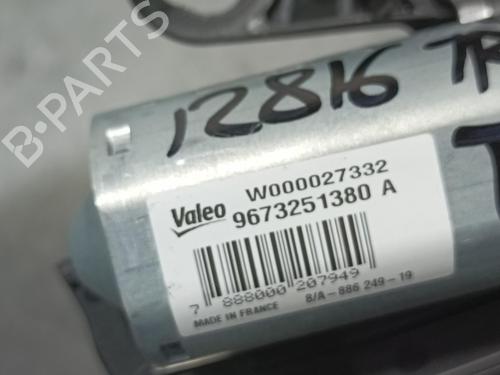 B-PARTS
12816 TR
Valeo
W000027332
9673251380 A
7 888000 207949
MADE IN FRANCE 8/A-886 249-19